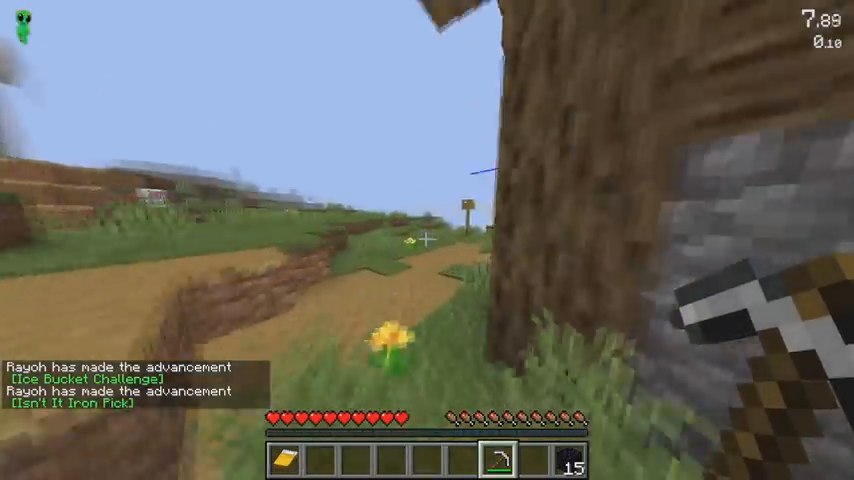 7.89
0.10
Rayoh has made the advancement
[Ice Bucket Challenge]
Rayoh has made the advancement
[Isn't It Iron Pick]
15